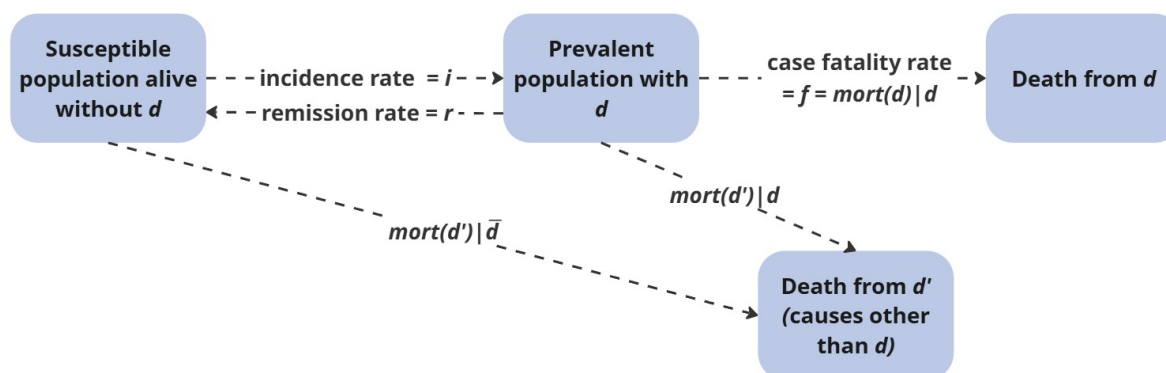 Susceptible
population alive
without d
incidence rate = i
remission rate = r
Prevalent
population with
d
case fatality rate
= f = mort(d)|d
Death from d
mort(d')|d̅
mort(d')|d
Death from d'
(causes other
than d)